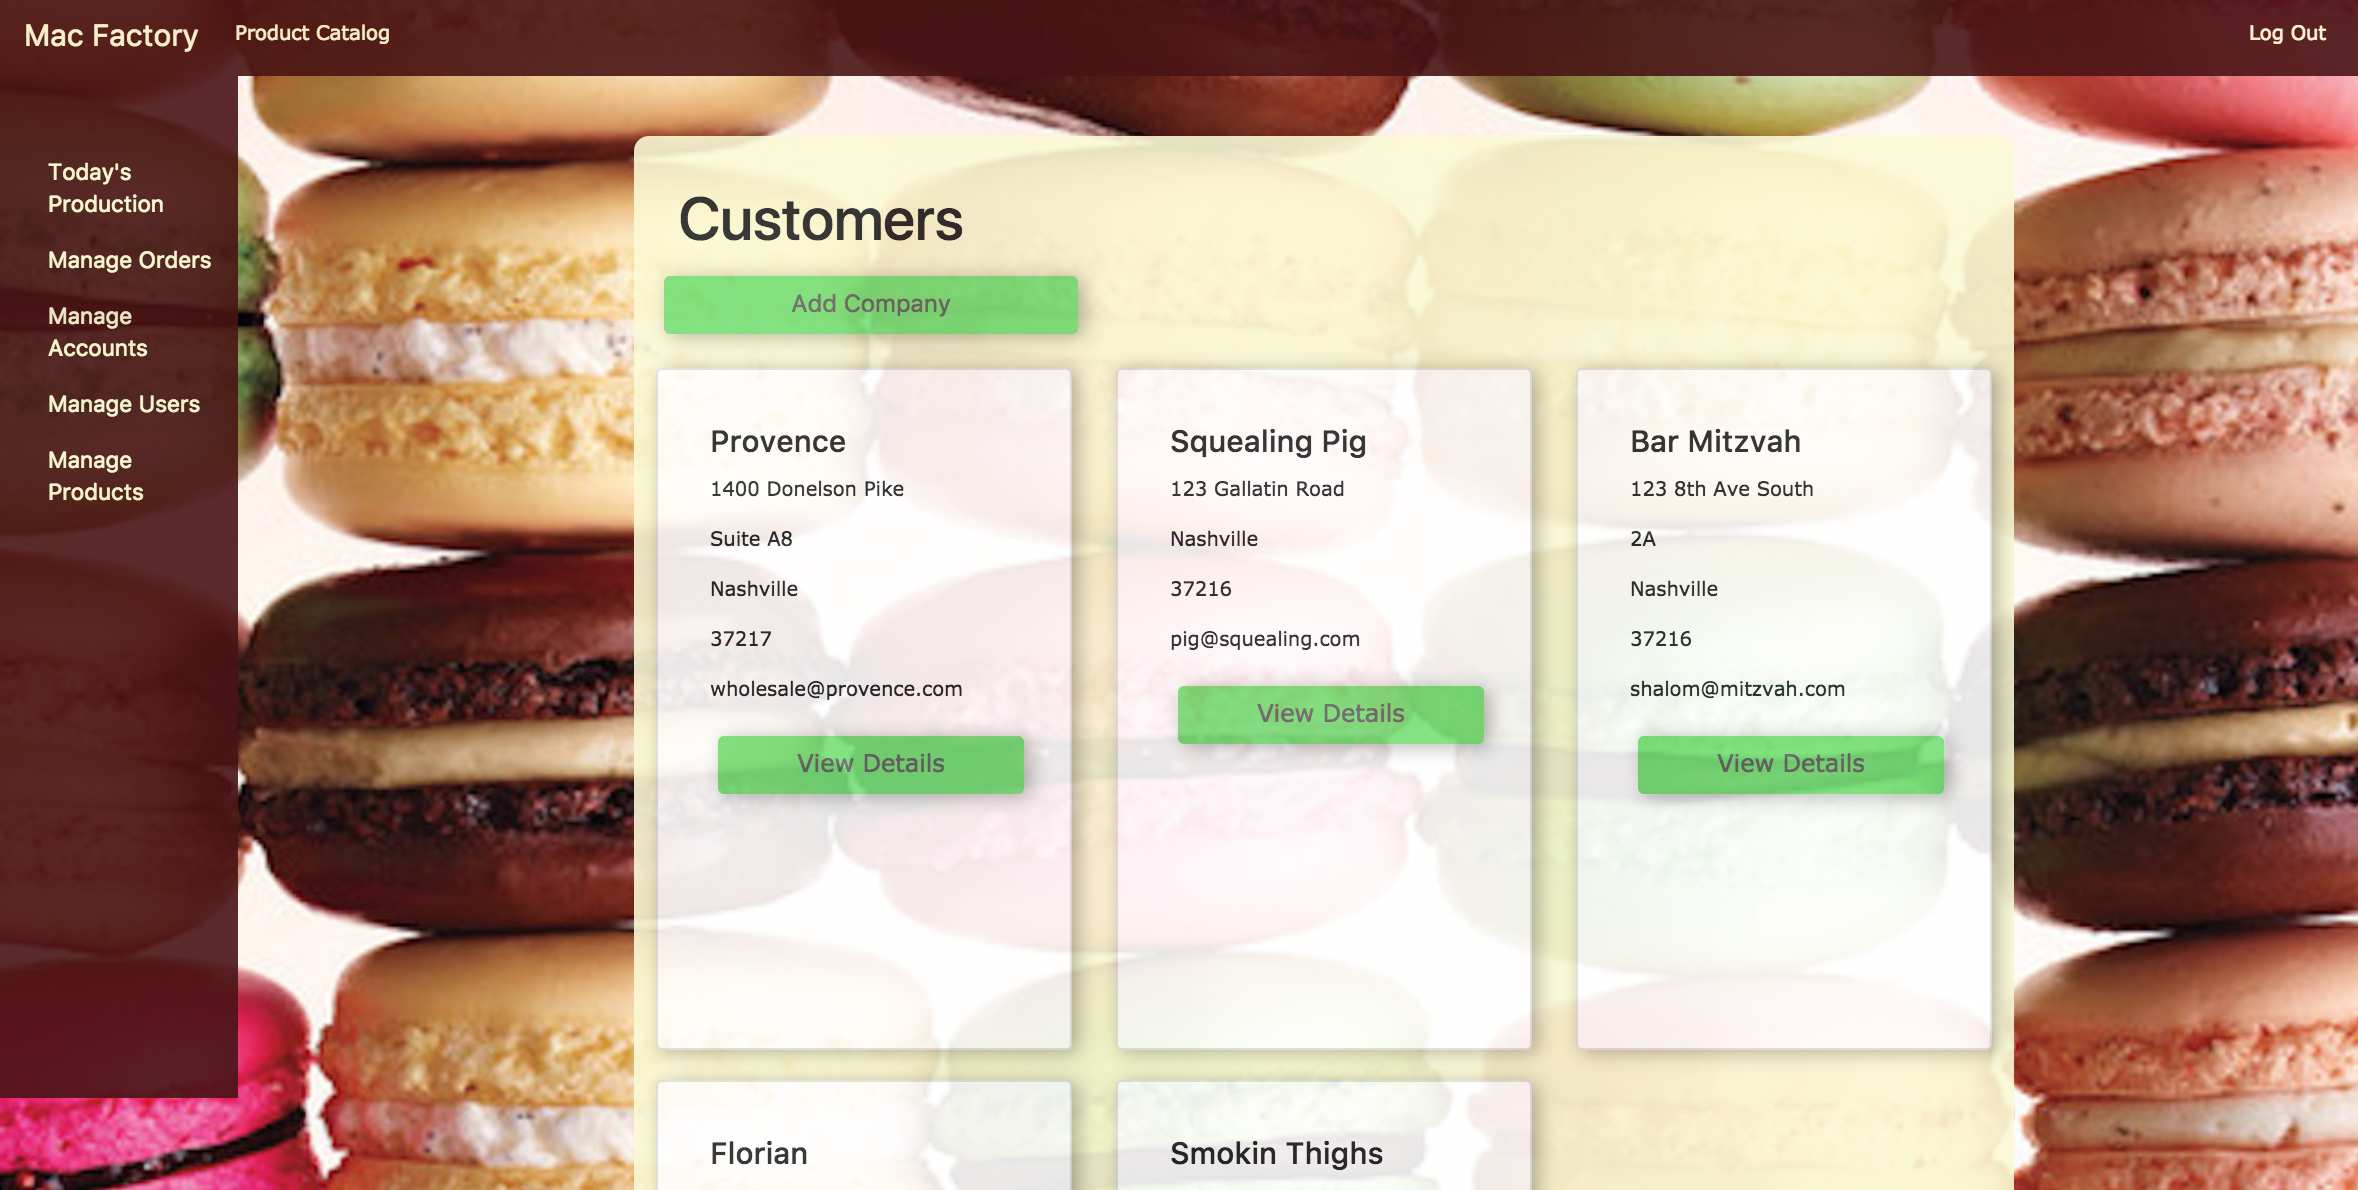 Mac Factory Product Catalog Log Out
Today's
Production
Manage Orders
Manage
Accounts
Manage Users
Manage
Products
Customers
Add Company
Provence
1400 Donelson Pike
Suite A8
Nashville
37217
wholesale@provence.com
View Details
Squealing Pig
123 Gallatin Road
Nashville
37216
pig@squealing.com
View Details
Bar Mitzvah
123 8th Ave South
2A
Nashville
37216
shalom@mitzvah.com
View Details
Florian
Smokin Thighs